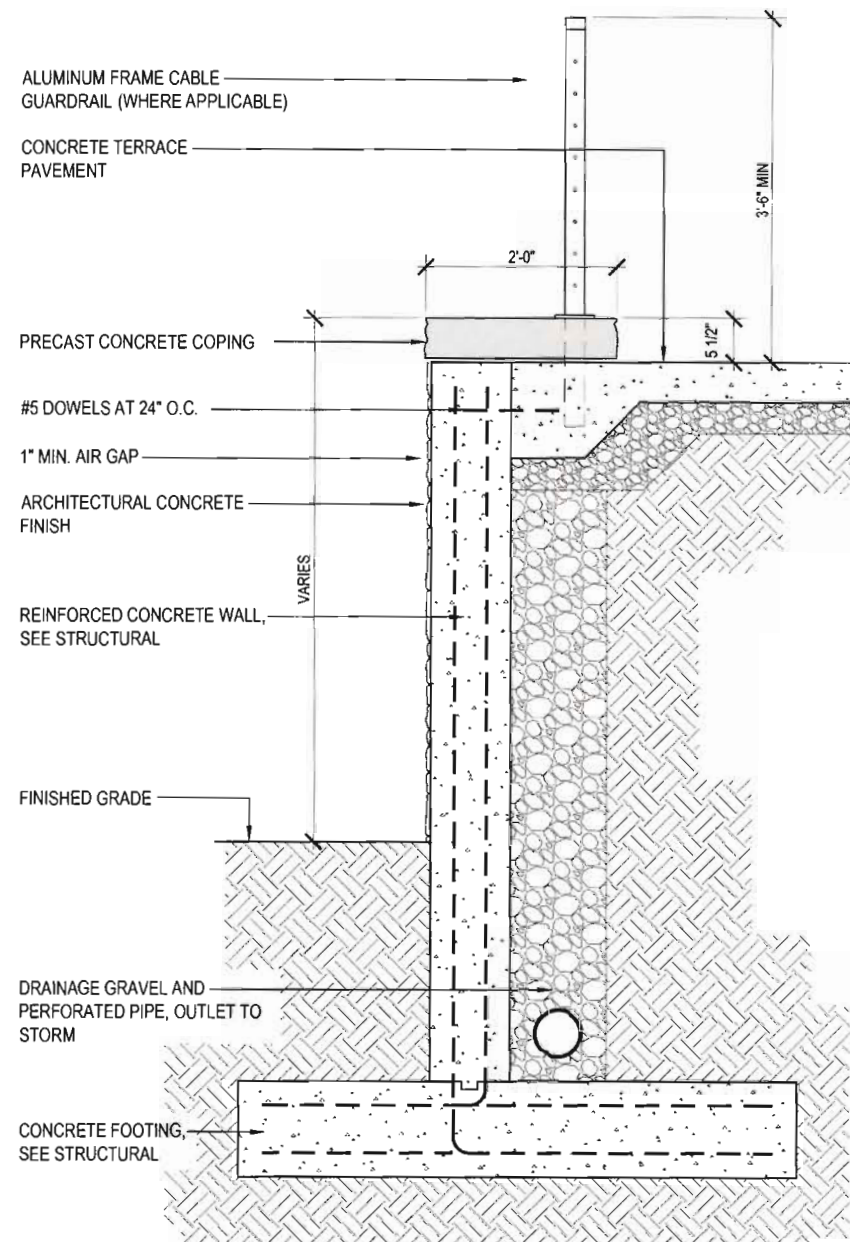 ALUMINUM FRAME CABLE
GUARDRAIL (WHERE APPLICABLE)
CONCRETE TERRACE
PAVEMENT
3'-6" MIN
2'-0"
PRECAST CONCRETE COPING
5 1/2"
#5 DOWELS AT 24" O.C.
1" MIN. AIR GAP
ARCHITECTURAL CONCRETE
FINISH
VARIES
REINFORCED CONCRETE WALL,
SEE STRUCTURAL
FINISHED GRADE
DRAINAGE GRAVEL AND
PERFORATED PIPE, OUTLET TO
STORM
CONCRETE FOOTING,
SEE STRUCTURAL